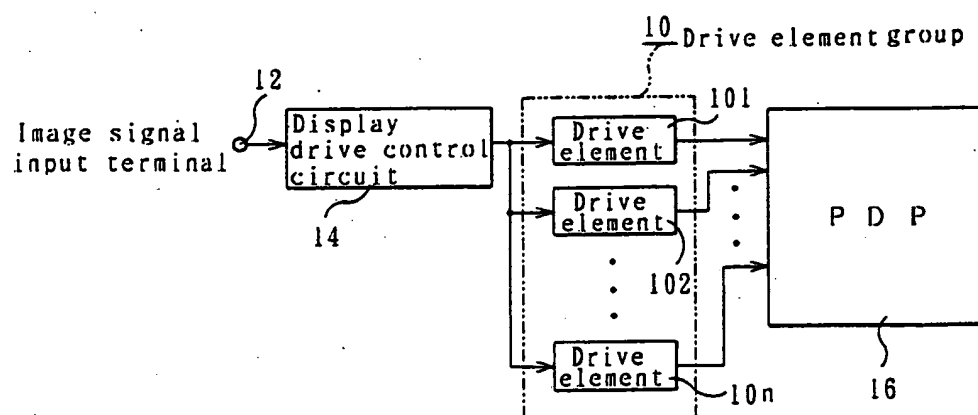 10 Drive element group
12
101
Image signal
input terminal
Display
drive control
circuit
14
Drive
element
Drive
element
102
Drive
element
10n
P D P
16